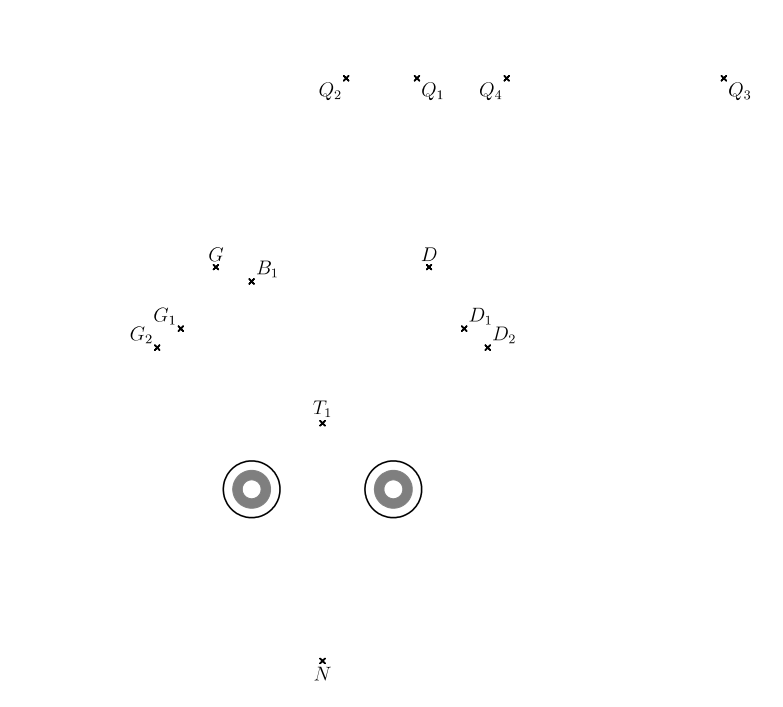 Q₂ Q₁ Q₄ Q₃
G D
B₁
G₁ D₁
G₂ D₂
T₁
N